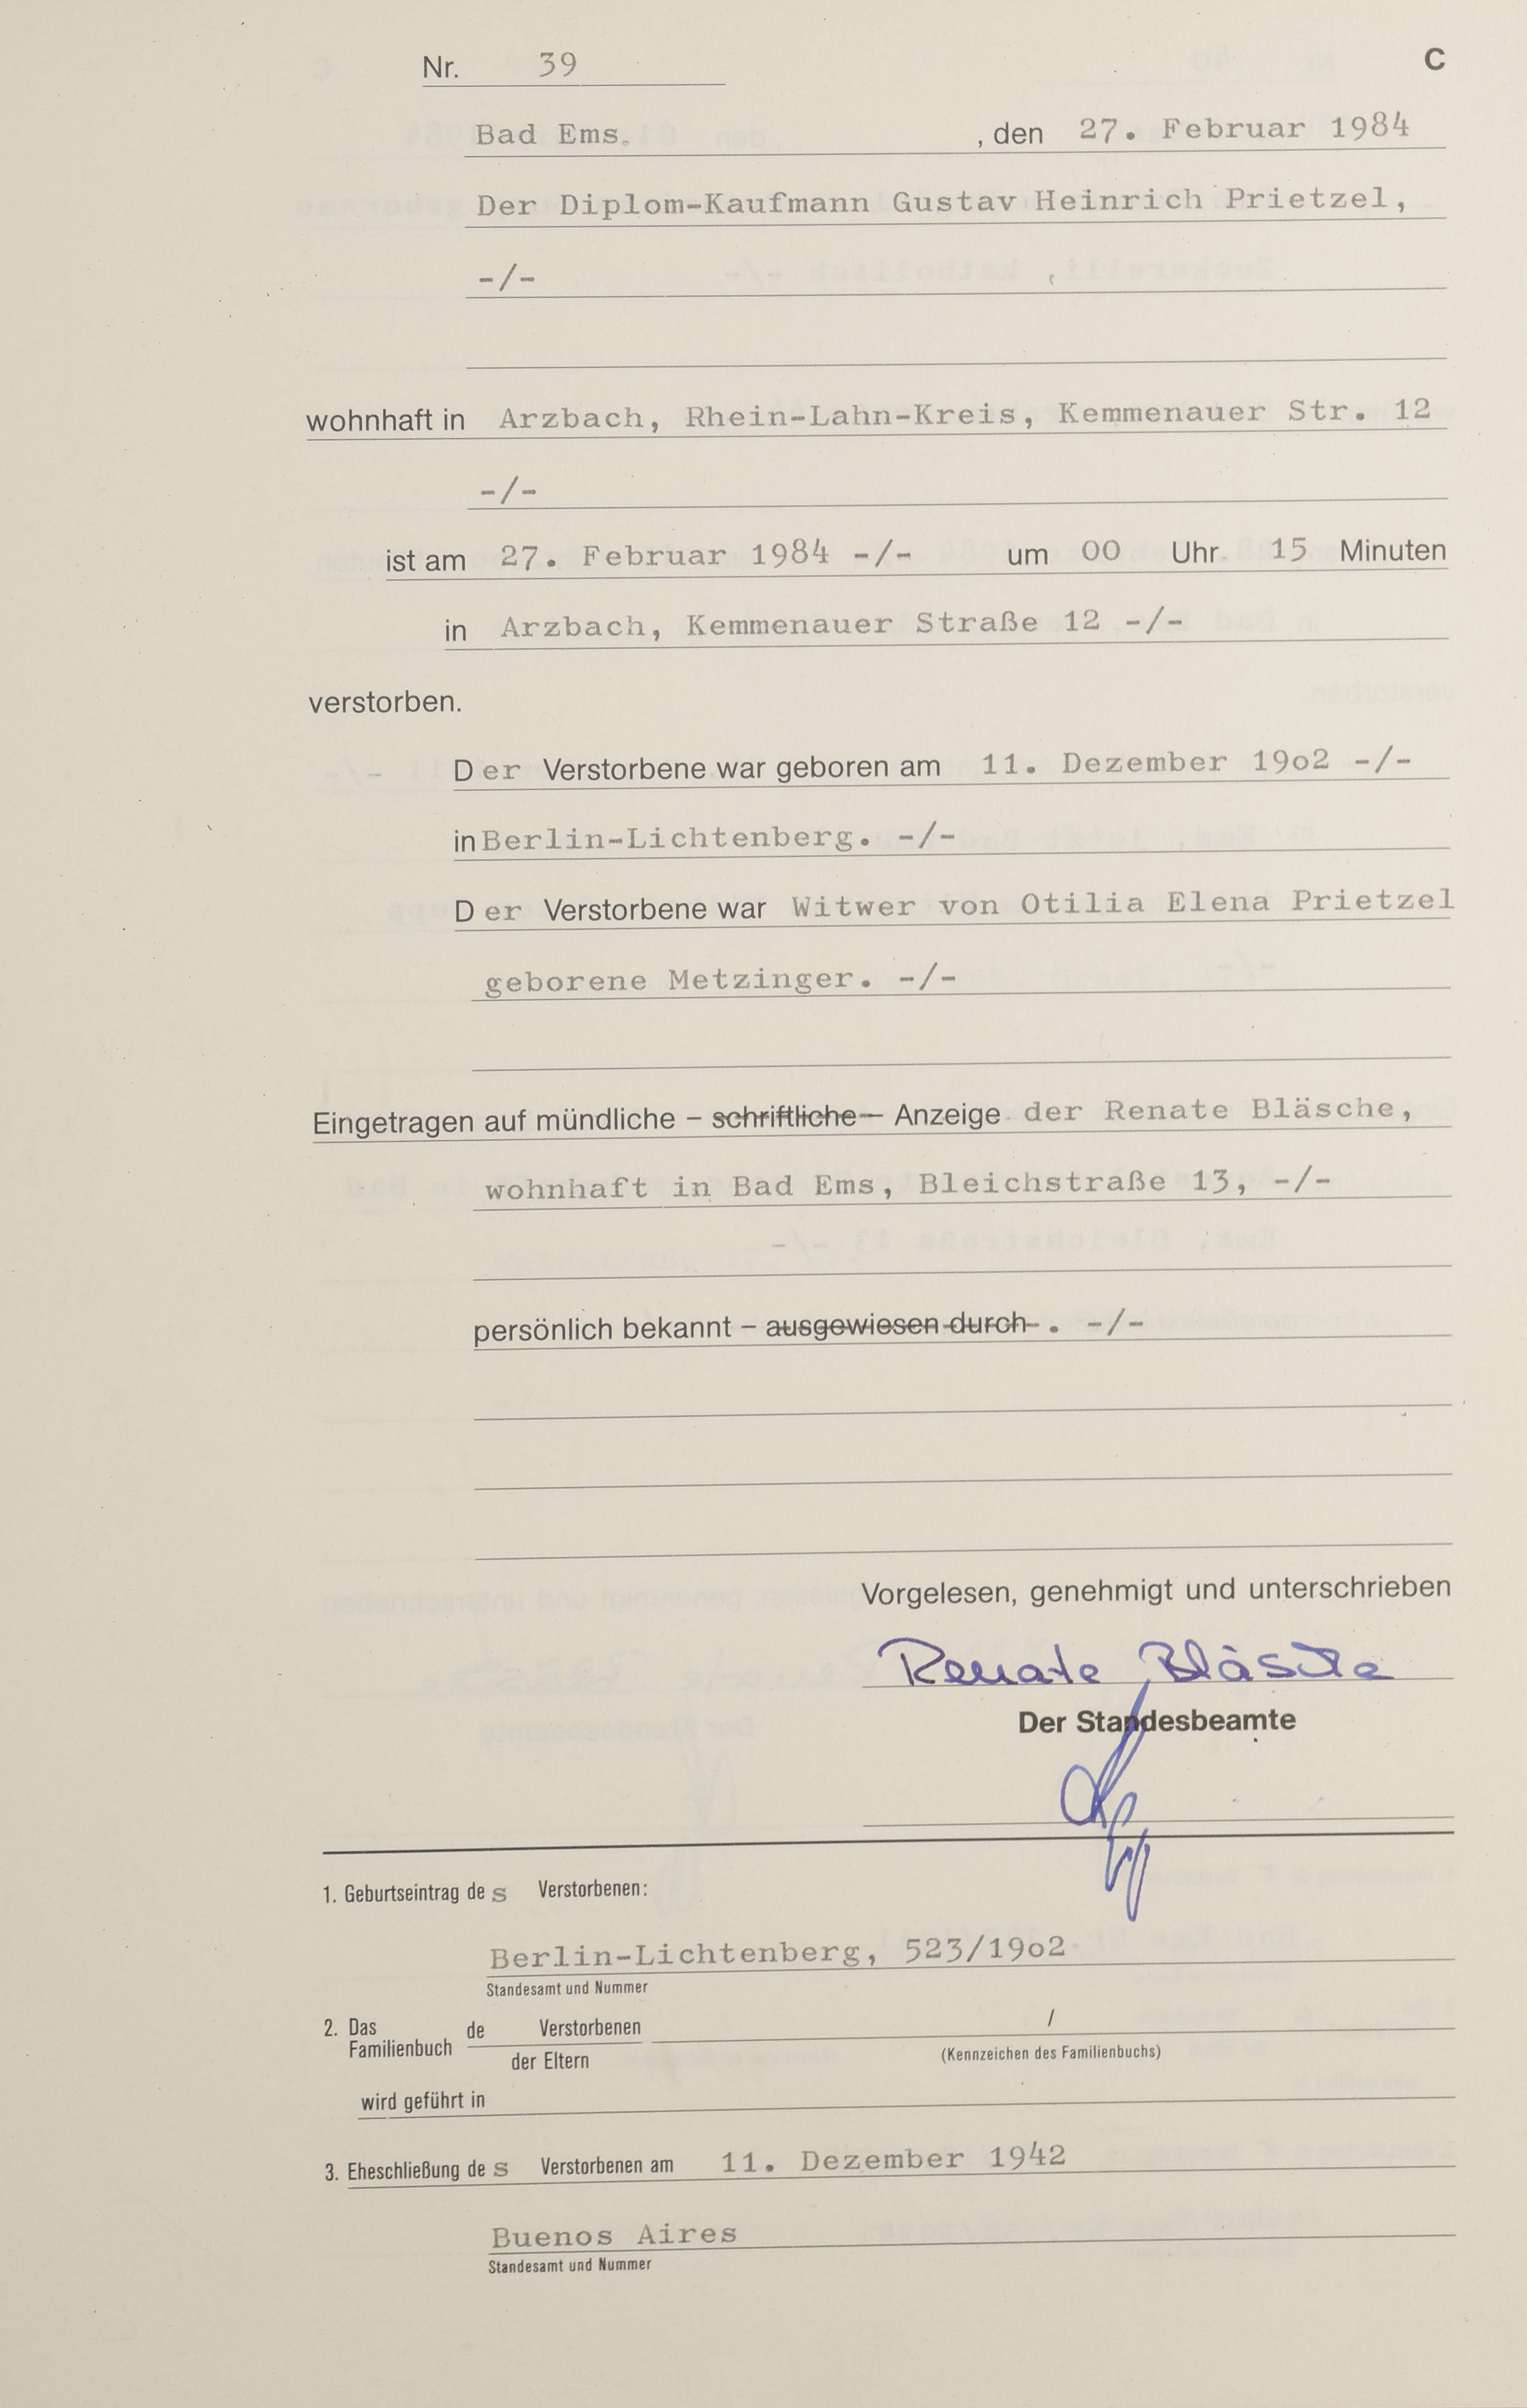 Nr. 39 C
Bad Ems. , den 27. Februar 1984
Der Diplom-Kaufmann Gustav Heinrich Prietzel,
-/-
wohnhaft in Arzbach, Rhein-Lahn-Kreis, Kemmenauer Str. 12
-/-
ist am 27. Februar 1984 -/- um 00 Uhr 15 Minuten
in Arzbach, Kemmenauer Straße 12 -/-
verstorben.
Der Verstorbene war geboren am 11. Dezember 19o2 -/-
in Berlin-Lichtenberg. -/-
Der Verstorbene war Witwer von Otilia Elena Prietzel
geborene Metzinger. -/-
Eingetragen auf mündliche – schriftliche – Anzeige der Renate Bläsche,
wohnhaft in Bad Ems, Bleichstraße 13, -/-
persönlich bekannt – ausgewiesen durch . -/-
Vorgelesen, genehmigt und unterschrieben
Renate Bläsche
Der Standesbeamte
1. Geburtseintrag des Verstorbenen:
Berlin-Lichtenberg, 523/19o2
Standesamt und Nummer
2. Das Familienbuch de Verstorbenen /
der Eltern (Kennzeichen des Familienbuchs)
wird geführt in
3. Eheschließung des Verstorbenen am 11. Dezember 1942
Buenos Aires
Standesamt und Nummer